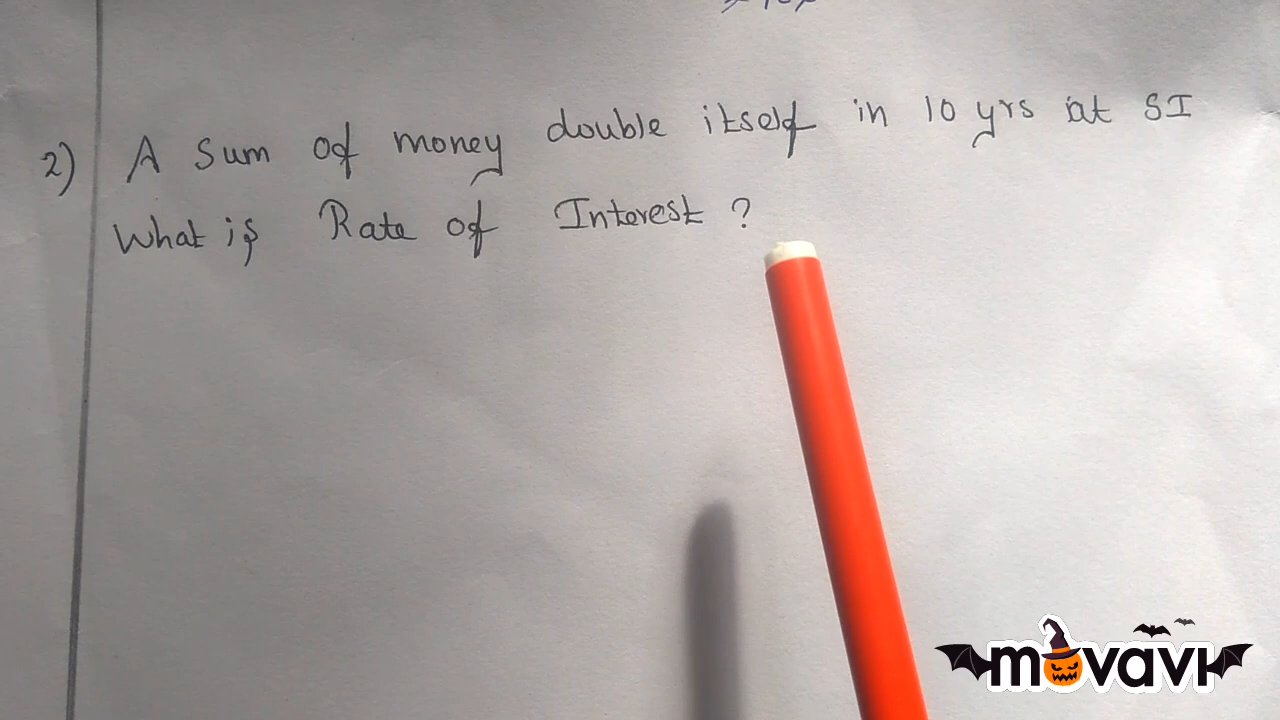 2) A Sum of money double itself in 10 yrs at SI
What is Rate of Interest ?
movavi